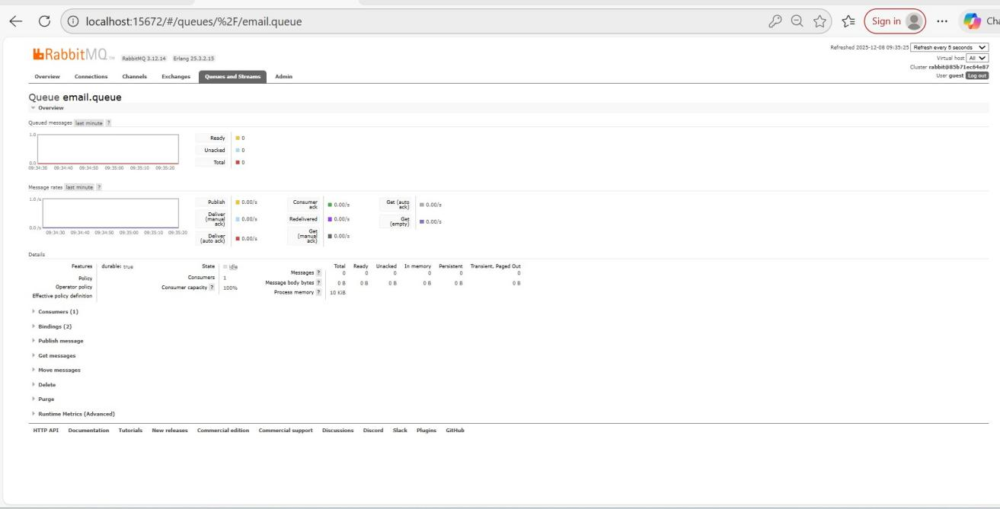 localhost:15672/#/queues/%2F/email.queue
Sign in
Cha
RabbitMQ TM RabbitMQ 3.12.14 Erlang 25.3.2.15
Refreshed 2025-12-08 09:35:25 Refresh every 5 seconds
Virtual host All
Cluster rabbit@85b71ec64e87
User guest Log out
Overview Connections Channels Exchanges Queues and Streams Admin
Queue email.queue
Overview
Queued messages last minute ?
1.0
0.0
09:34:30 09:34:40 09:34:50 09:35:00 09:35:10 09:35:20
Ready 0
Unacked 0
Total 0
Message rates last minute ?
1.0 /s
0.0 /s
09:34:30 09:34:40 09:34:50 09:35:00 09:35:10 09:35:20
Publish 0.00/s
Deliver (manual ack) 0.00/s
Deliver (auto ack) 0.00/s
Consumer ack 0.00/s
Redelivered 0.00/s
Get (manual ack) 0.00/s
Get (auto ack) 0.00/s
Get (empty) 0.00/s
Details
Features durable: true
Policy
Operator policy
Effective policy definition
State idle
Consumers 1
Consumer capacity ? 100%
Total Ready Unacked In memory Persistent Transient, Paged Out
Messages ? 0 0 0 0 0 0
Message body bytes ? 0 B 0 B 0 B 0 B 0 B 0 B
Process memory ? 10 KiB
Consumers (1)
Bindings (2)
Publish message
Get messages
Move messages
Delete
Purge
Runtime Metrics (Advanced)
HTTP API Documentation Tutorials New releases Commercial edition Commercial support Discussions Discord Slack Plugins GitHub